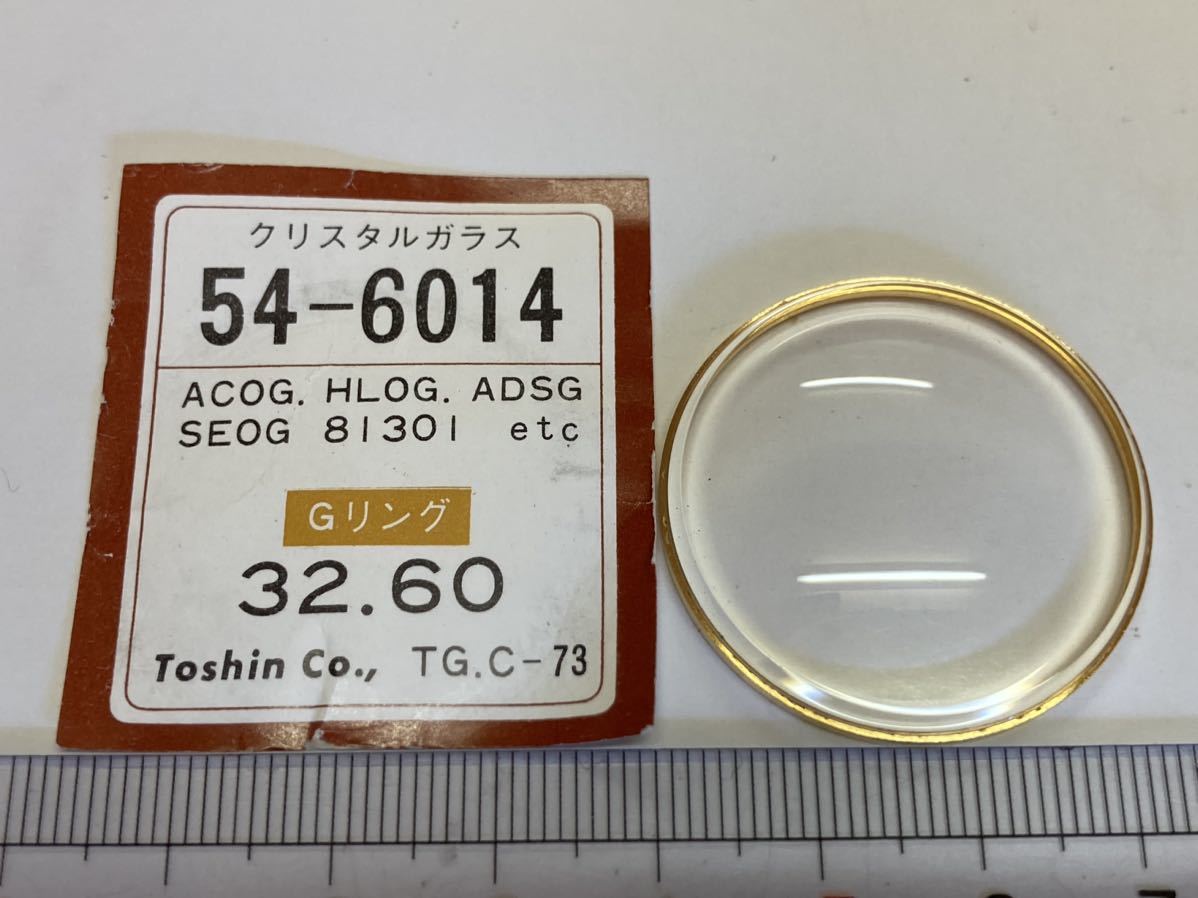 クリスタルガラス
54-6014
ACOG. HLOG. ADSG
SEOG 81301 etc
Gリング
32.60
Toshin Co., TG.C-73
7